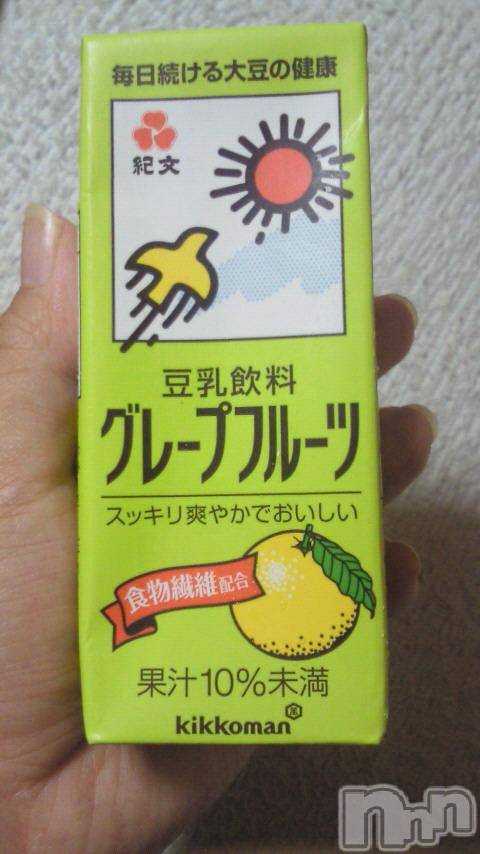 毎日続ける大豆の健康
紀文
豆乳飲料
グレープフルーツ
スッキリ爽やかでおいしい
食物繊維配合
果汁10%未満
kikkoman 萬
nnn